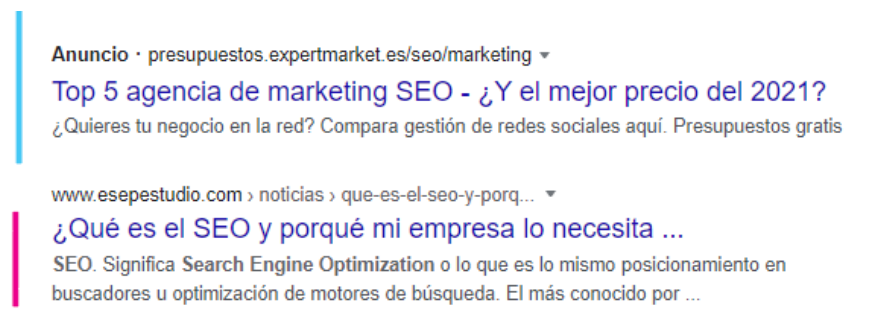 Anuncio · presupuestos.expertmarket.es/seo/marketing
Top 5 agencia de marketing SEO - ¿Y el mejor precio del 2021?
¿Quieres tu negocio en la red? Compara gestión de redes sociales aquí. Presupuestos gratis
www.esepestudio.com › noticias › que-es-el-seo-y-porq...
¿Qué es el SEO y porqué mi empresa lo necesita ...
SEO. Significa Search Engine Optimization o lo que es lo mismo posicionamiento en
buscadores u optimización de motores de búsqueda. El más conocido por ...